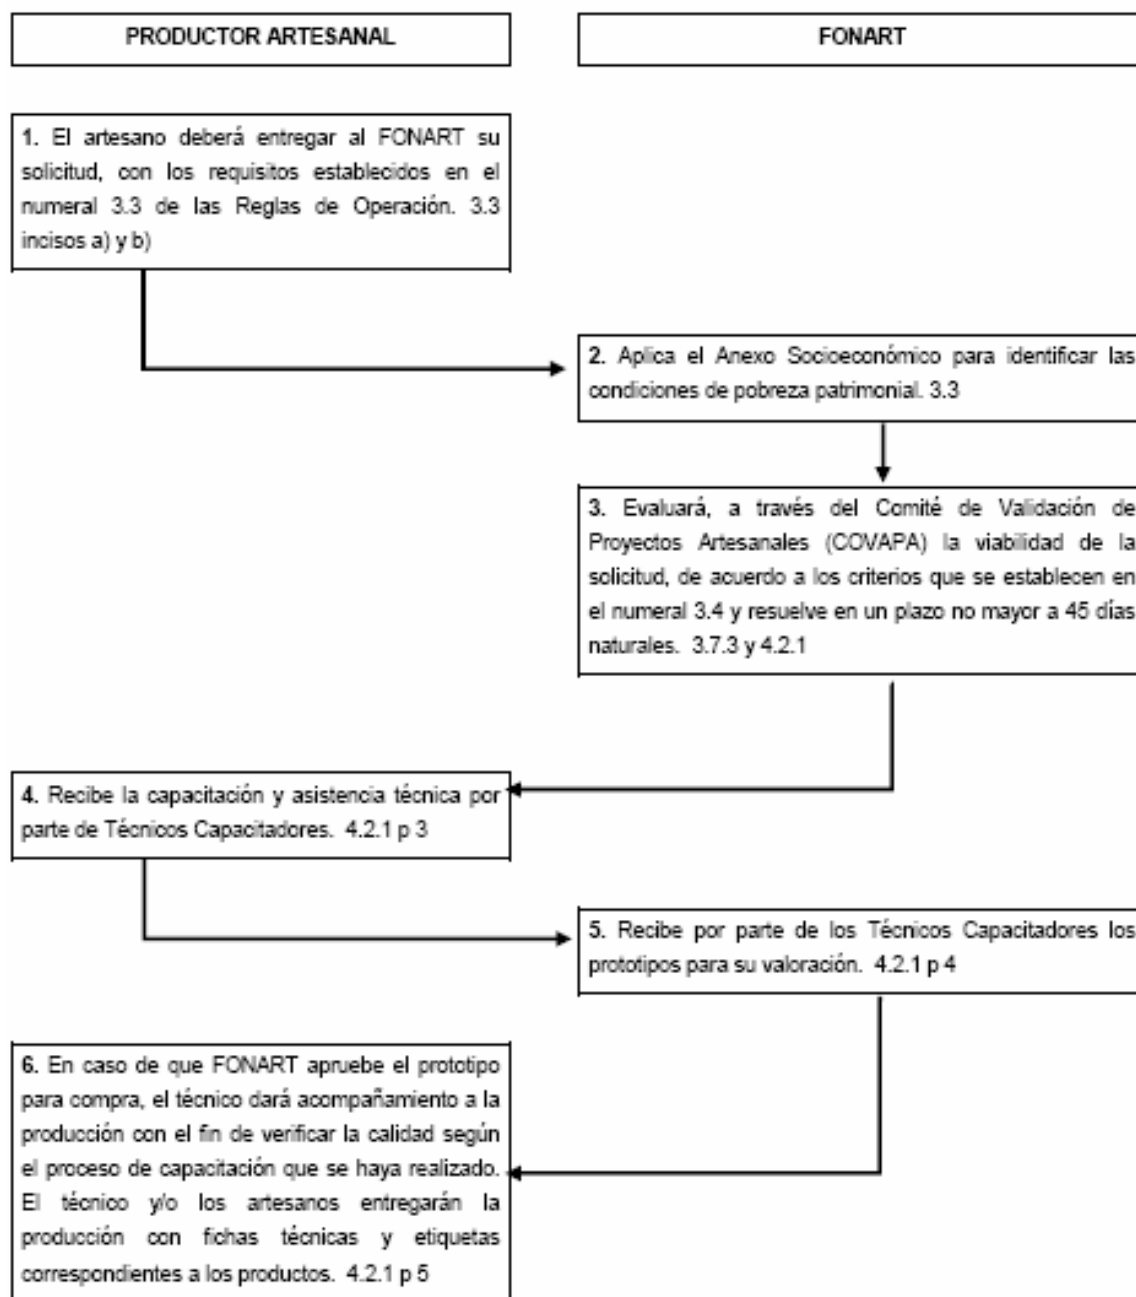 PRODUCTOR ARTESANAL
FONART
1. El artesano deberá entregar al FONART su
solicitud, con los requisitos establecidos en el
numeral 3.3 de las Reglas de Operación. 3.3
incisos a) y b)
2. Aplica el Anexo Socioeconómico para identificar las
condiciones de pobreza patrimonial. 3.3
3. Evaluará, a través del Comité de Validación de
Proyectos Artesanales (COVAPA) la viabilidad de la
solicitud, de acuerdo a los criterios que se establecen en
el numeral 3.4 y resuelve en un plazo no mayor a 45 días
naturales. 3.7.3 y 4.2.1
4. Recibe la capacitación y asistencia técnica por
parte de Técnicos Capacitadores. 4.2.1 p 3
5. Recibe por parte de los Técnicos Capacitadores los
prototipos para su valoración. 4.2.1 p 4
6. En caso de que FONART apruebe el prototipo
para compra, el técnico dará acompañamiento a la
producción con el fin de verificar la calidad según
el proceso de capacitación que se haya realizado.
El técnico y/o los artesanos entregarán la
producción con fichas técnicas y etiquetas
correspondientes a los productos. 4.2.1 p 5